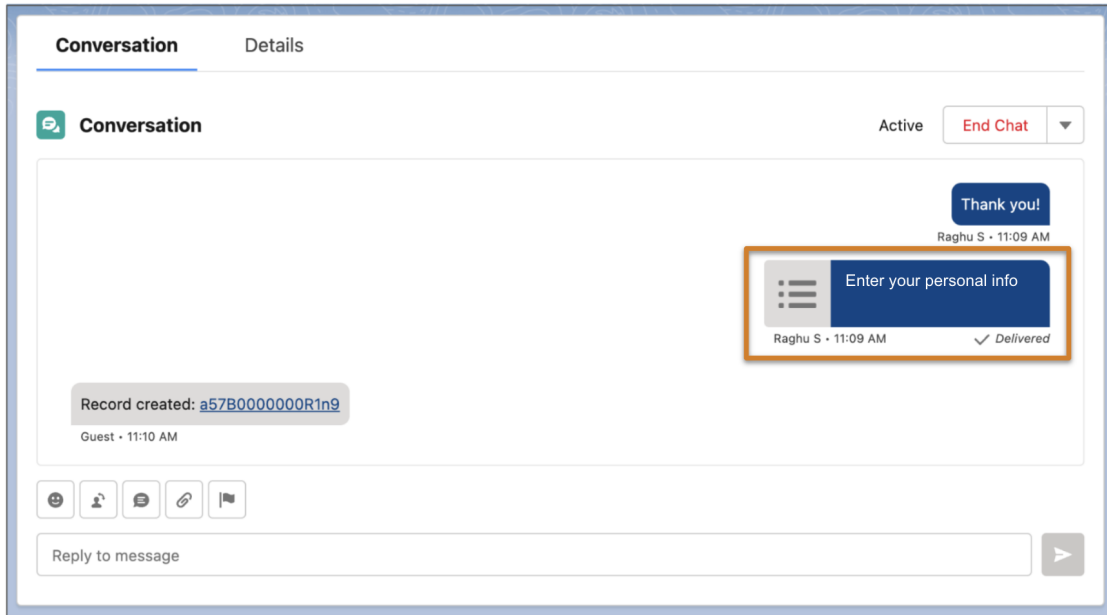 Conversation Details
Conversation Active End Chat
Thank you!
Raghu S • 11:09 AM
Enter your personal info
Raghu S • 11:09 AM Delivered
Record created: a57B0000000R1n9
Guest • 11:10 AM
Reply to message